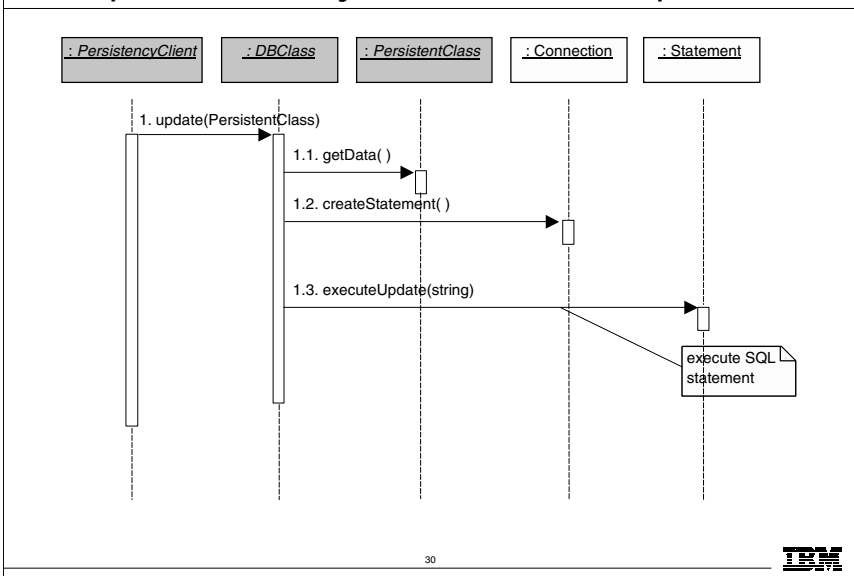 : PersistencyClient
: DBClass
: PersistentClass
: Connection
: Statement
1. update(PersistentClass)
1.1. getData( )
1.2. createStatement( )
1.3. executeUpdate(string)
execute SQL
statement
30
IBM